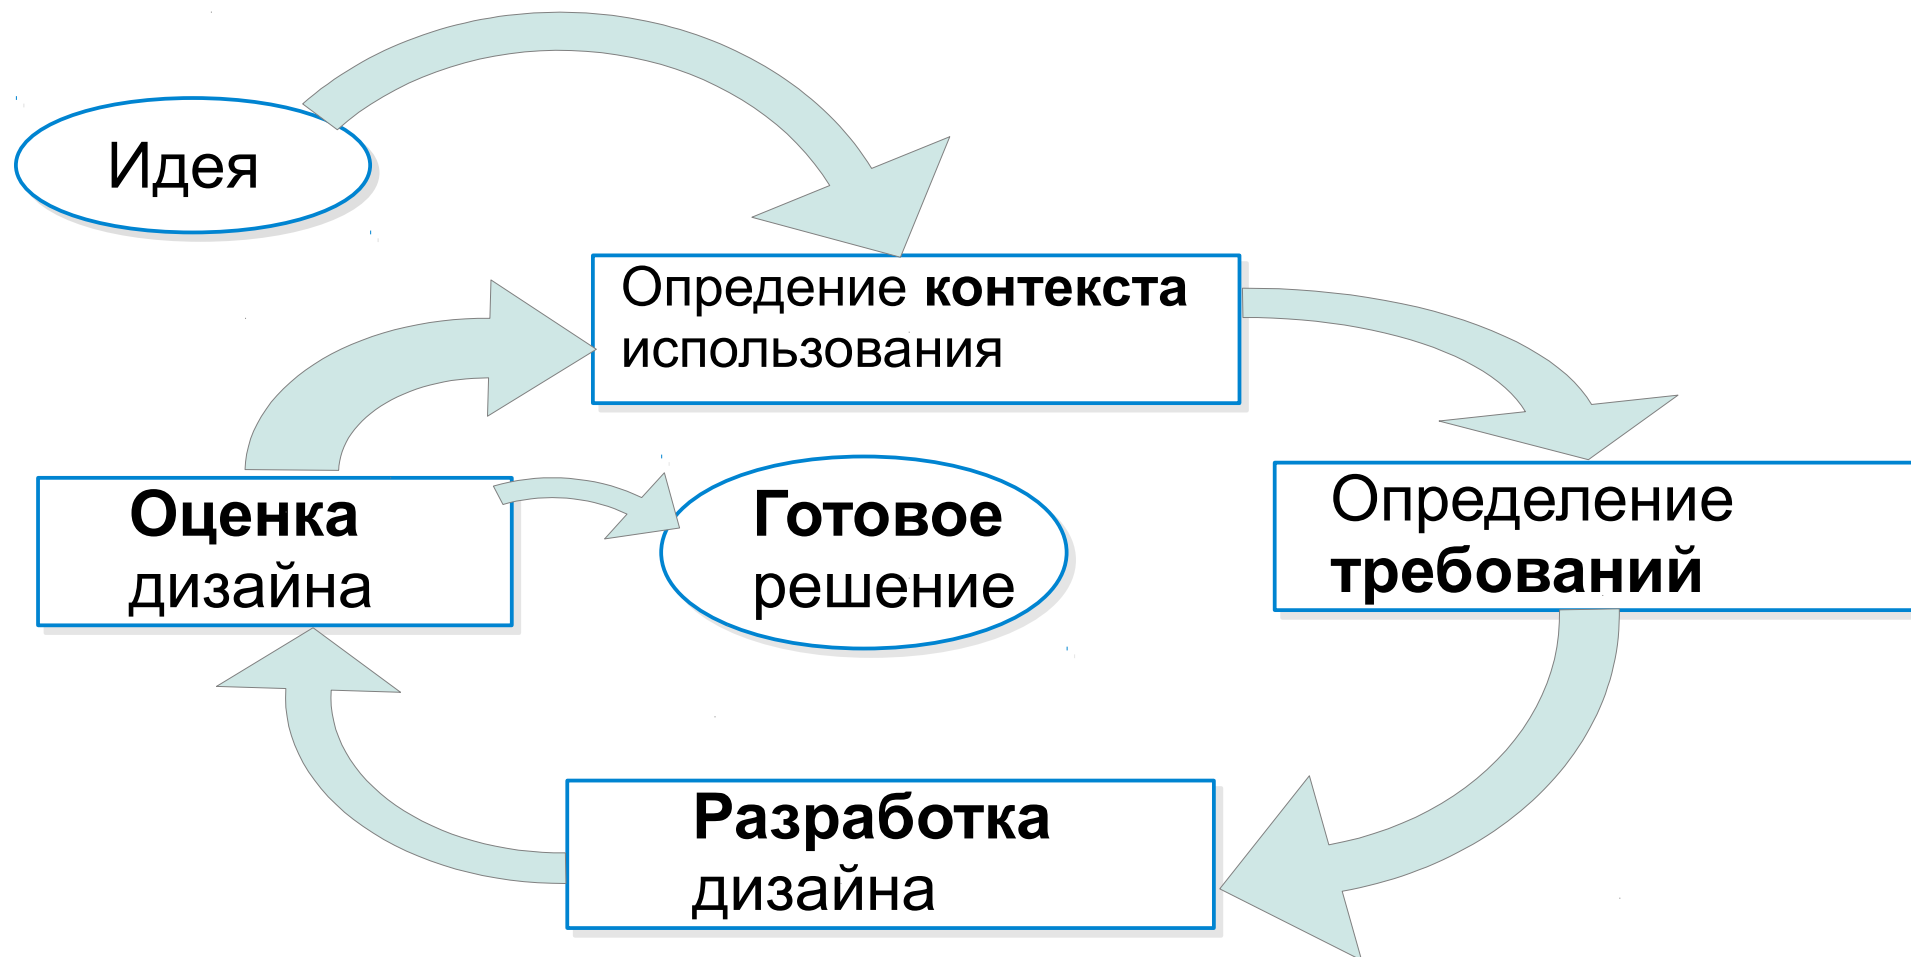 Идея
Опредение контекста
использования
Определение
требований
Разработка
дизайна
Оценка
дизайна
Готовое
решение